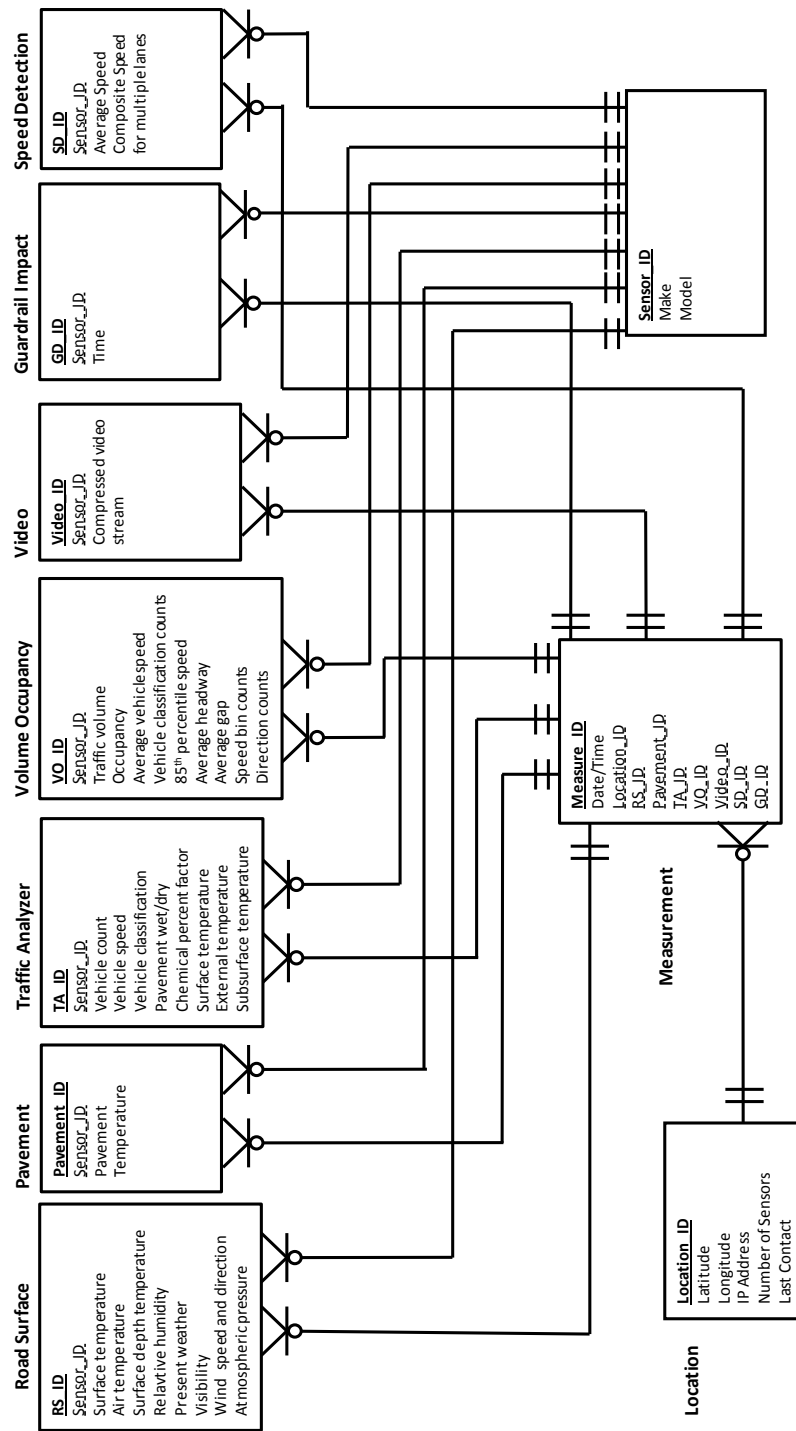 Road Surface
RS_ID
Sensor_ID
Surface temperature
Air temperature
Surface depth temperature
Relavtive humidity
Present weather
Visibility
Wind speed and direction
Atmospheric pressure
Pavement
Pavement_ID
Sensor_ID
Pavement
Temperature
Traffic Analyzer
TA_ID
Sensor_ID
Vehicle count
Vehicle speed
Vehicle classification
Pavement wet/dry
Chemical percent factor
Surface temperature
External temperature
Subsurface temperature
Volume Occupancy
VO_ID
Sensor_ID
Traffic volume
Occupancy
Average vehicle speed
Vehicle classification counts
85th percentile speed
Average headway
Average gap
Speed bin counts
Direction counts
Video
Video_ID
Sensor_ID
Compressed video
stream
Guardrail Impact
GD_ID
Sensor_ID
Time
Speed Detection
SD_ID
Sensor_ID
Average Speed
Composite Speed
for multiple lanes
Location
Location_ID
Latitude
Longitude
IP Address
Number of Sensors
Last Contact
Measurement
Measure_ID
Date/Time
Location_ID
RS_ID
Pavement_ID
TA_ID
VO_ID
Video_ID
SD_ID
GD_ID
Sensor_ID
Make
Model